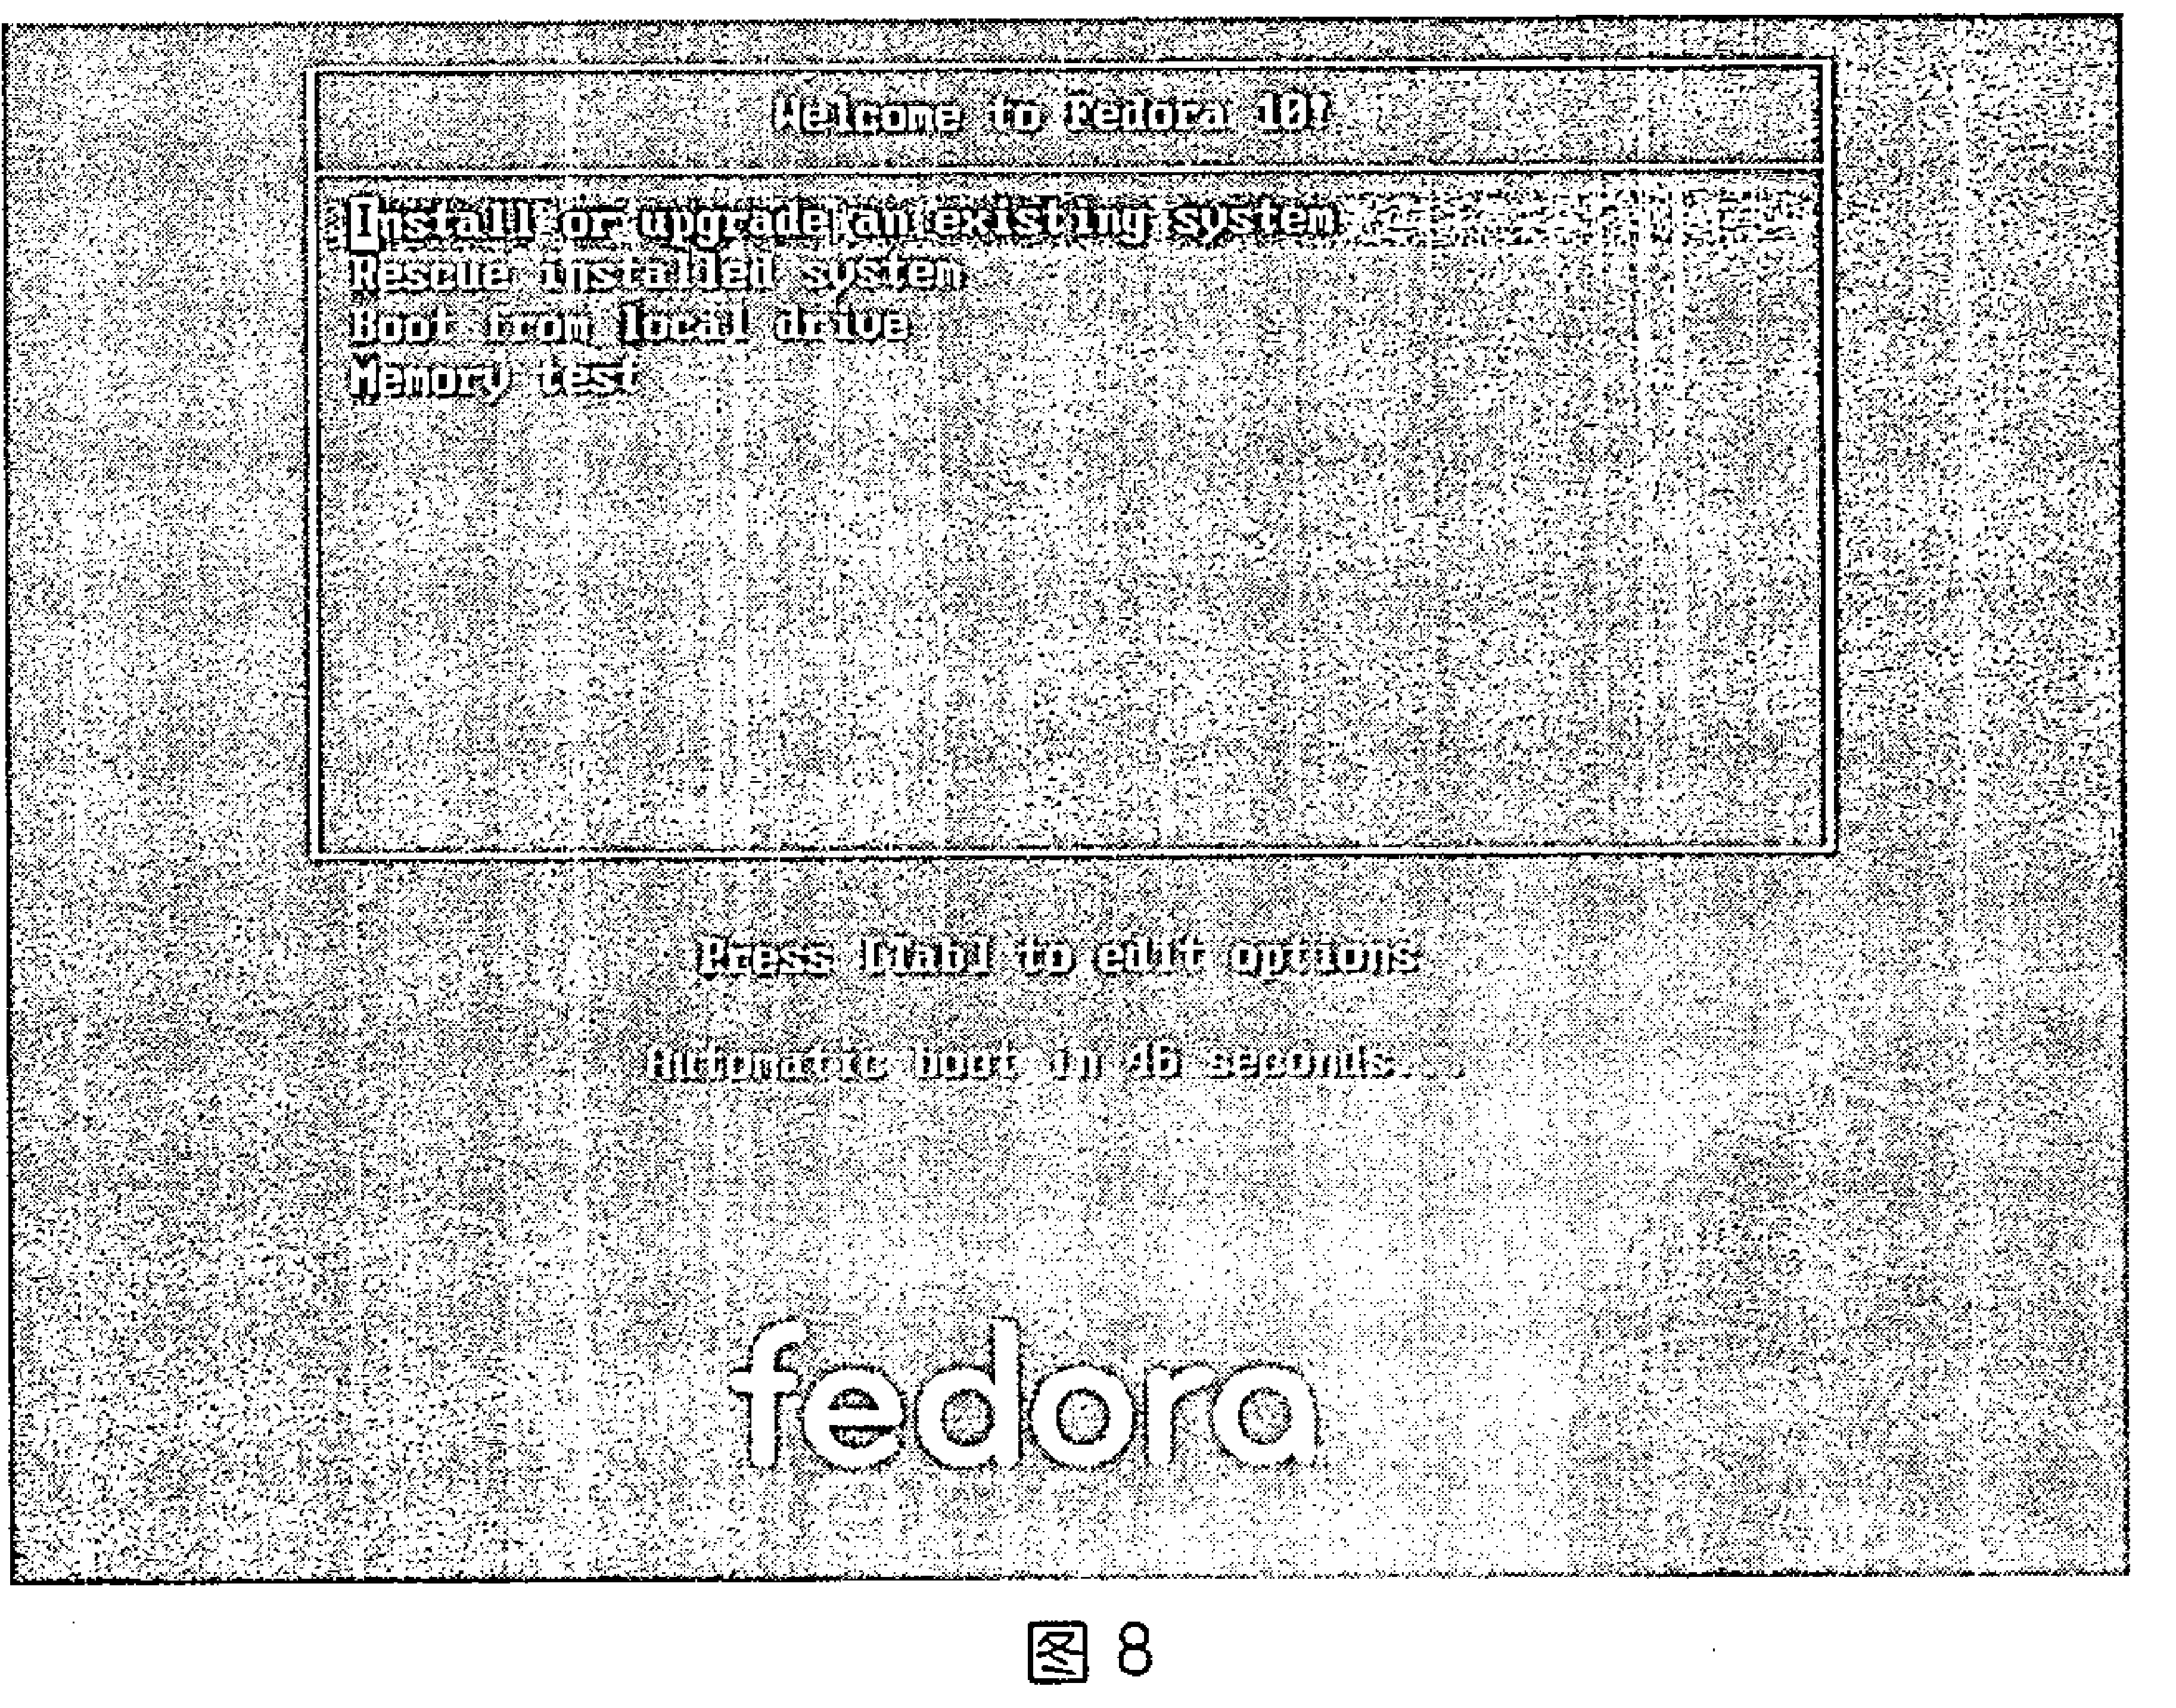 Welcome to Fedora 10!
Install or upgrade an existing system
Rescue installed system
Boot from local drive
Memory test
Press [Tab] to edit options
Automatic boot in 46 seconds...
fedora
图 8